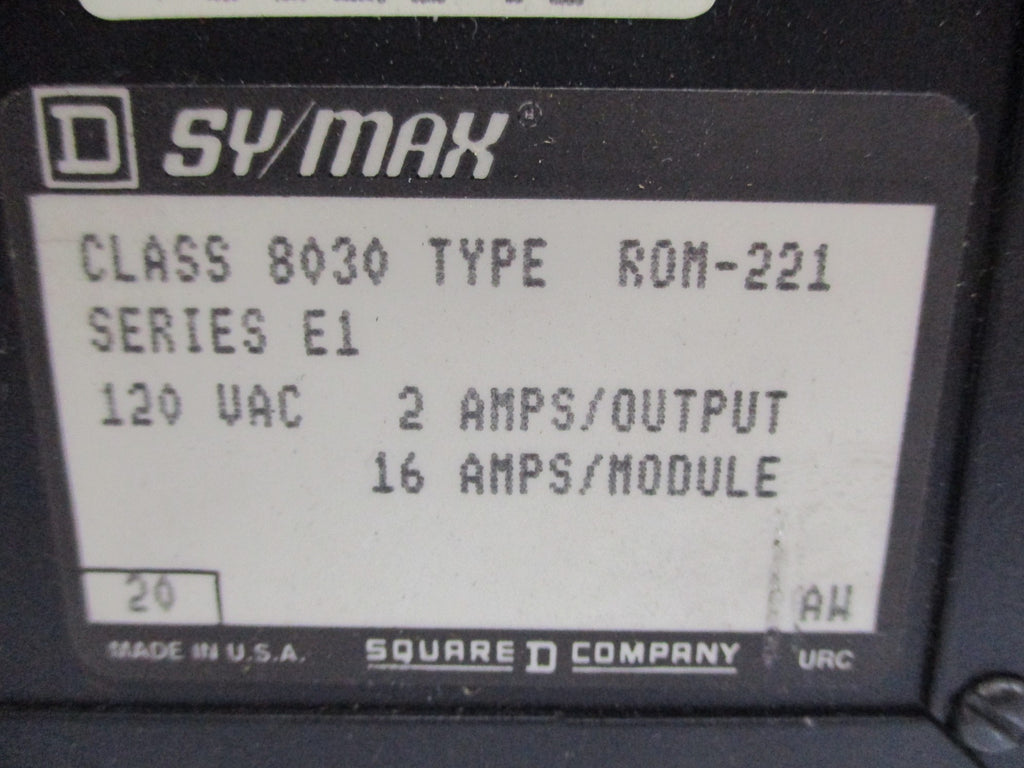 D SY/MAX®
CLASS 8030 TYPE ROM-221
SERIES E1
120 VAC 2 AMPS/OUTPUT
16 AMPS/MODULE
20 AW
MADE IN U.S.A. SQUARE D COMPANY URC